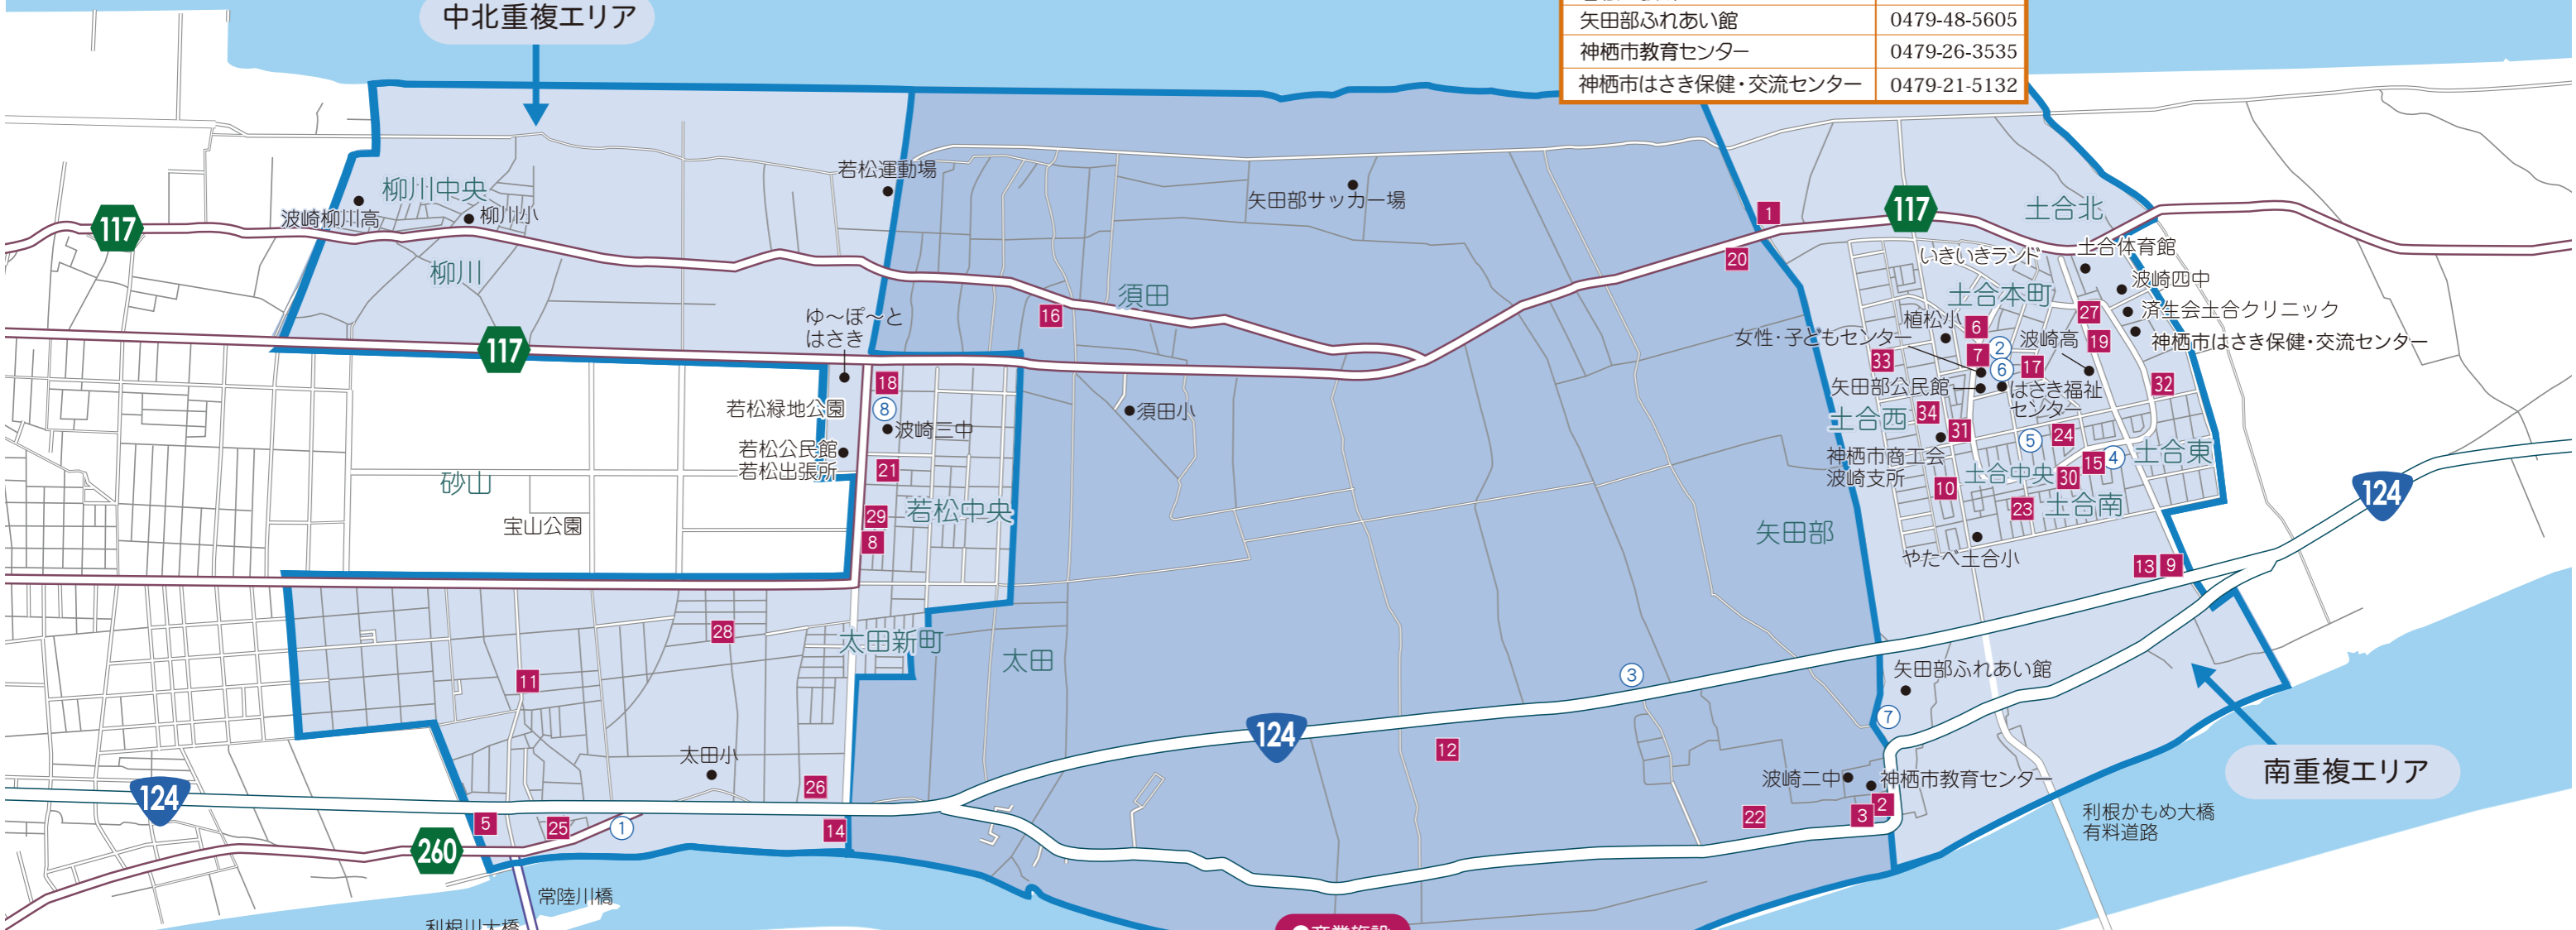 中北重複エリア
矢田部ふれあい館 0479-48-5605
神栖市教育センター 0479-26-3535
神栖市はさき保健・交流センター 0479-21-5132
若松運動場
柳川中央
波崎柳川高
柳川小
矢田部サッカー場
1
117
土合北
117
20
いきいきランド
土合体育館
柳川
須田
波崎四中
土合本町
16
27
済生会土合クリニック
ゆ〜ぽ〜と
はさき
植松小
6
女性・子どもセンター
7
2
波崎高
19
神栖市はさき保健・交流センター
117
33
6
17
18
矢田部公民館
はさき福祉
センター
32
若松緑地公園
8
須田小
土合西
34
波崎三中
31
5
24
若松公民館
若松出張所
21
神栖市商工会
波崎支所
土合中央
15
4
土合東
砂山
30
10
124
若松中央
29
23
土合南
宝山公園
8
矢田部
やたべ土合小
13
9
28
太田新町
太田
11
3
矢田部ふれあい館
7
124
12
太田小
南重複エリア
26
波崎二中
神栖市教育センター
124
2
5
25
1
14
22
3
利根かもめ大橋
有料道路
260
常陸川橋
利根川大橋
●産業施設